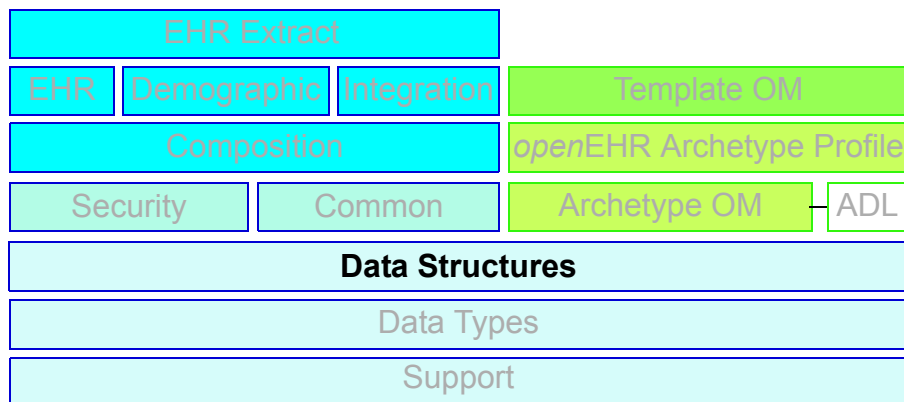 EHR Extract
EHR Demographic Integration Template OM
Composition openEHR Archetype Profile
Security Common Archetype OM ADL
Data Structures
Data Types
Support